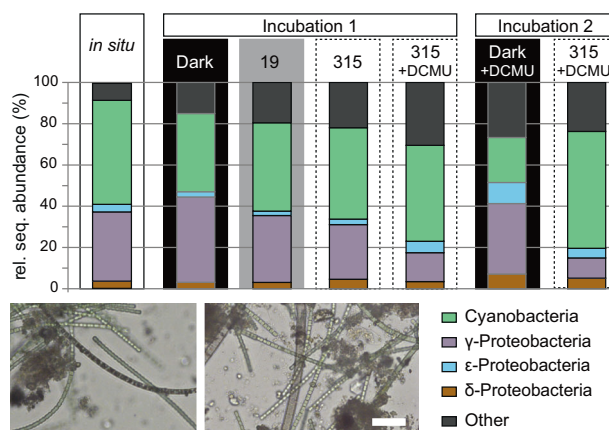 Incubation 1
Incubation 2
in situ
Dark
19
315
315
+DCMU
Dark
+DCMU
315
+DCMU
rel. seq. abundance (%)
100
80
60
40
20
0
Cyanobacteria
γ-Proteobacteria
ε-Proteobacteria
δ-Proteobacteria
Other